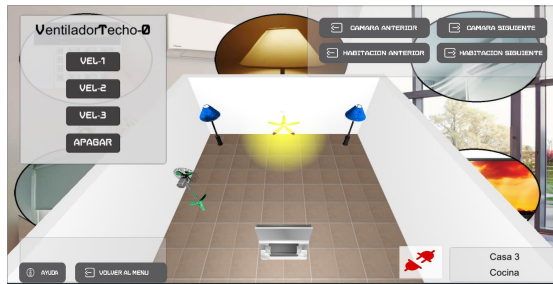 VentiladorTecho-0
VEL-1
VEL-2
VEL-3
APAGAR
CAMARA ANTERIOR
CAMARA SIGUIENTE
HABITACION ANTERIOR
HABITACION SIGUIENTE
AYUDA
VOLVER AL MENU
Casa 3
Cocina